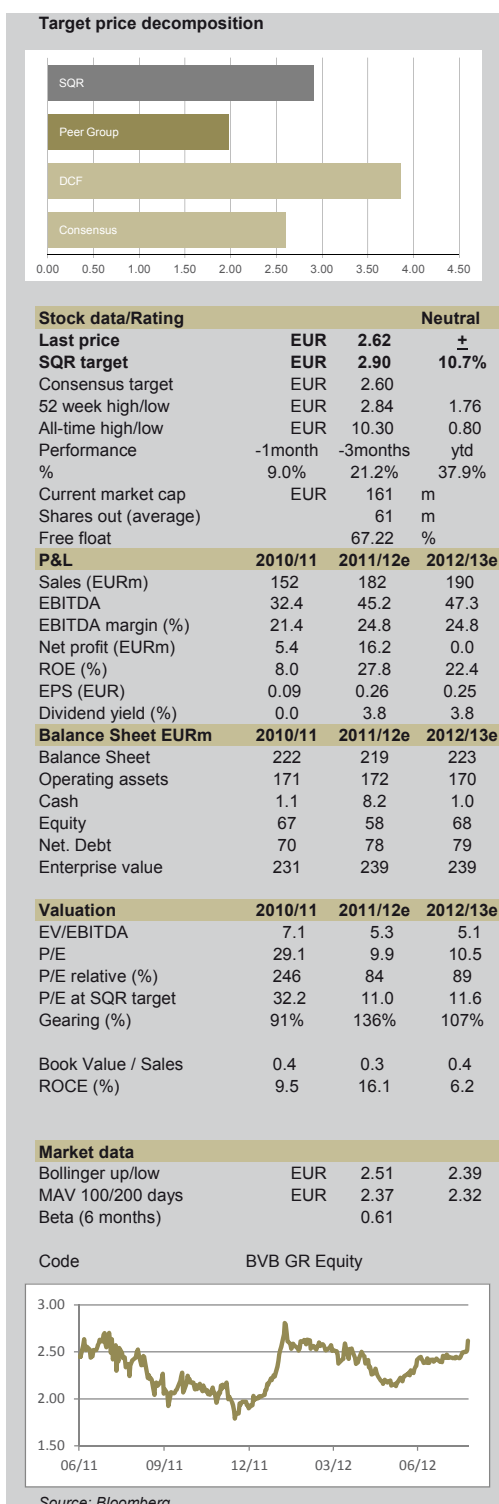 Target price decomposition
SQR
Peer Group
DCF
Consensus
0.00 0.50 1.00 1.50 2.00 2.50 3.00 3.50 4.00 4.50
Stock data/Rating Neutral
Last price EUR 2.62 ±
SQR target EUR 2.90 10.7%
Consensus target EUR 2.60
52 week high/low EUR 2.84 1.76
All-time high/low EUR 10.30 0.80
Performance -1month -3months ytd
% 9.0% 21.2% 37.9%
Current market cap EUR 161 m
Shares out (average) 61 m
Free float 67.22 %
P&L 2010/11 2011/12e 2012/13e
Sales (EURm) 152 182 190
EBITDA 32.4 45.2 47.3
EBITDA margin (%) 21.4 24.8 24.8
Net profit (EURm) 5.4 16.2 0.0
ROE (%) 8.0 27.8 22.4
EPS (EUR) 0.09 0.26 0.25
Dividend yield (%) 0.0 3.8 3.8
Balance Sheet EURm 2010/11 2011/12e 2012/13e
Balance Sheet 222 219 223
Operating assets 171 172 170
Cash 1.1 8.2 1.0
Equity 67 58 68
Net. Debt 70 78 79
Enterprise value 231 239 239
Valuation 2010/11 2011/12e 2012/13e
EV/EBITDA 7.1 5.3 5.1
P/E 29.1 9.9 10.5
P/E relative (%) 246 84 89
P/E at SQR target 32.2 11.0 11.6
Gearing (%) 91% 136% 107%
Book Value / Sales 0.4 0.3 0.4
ROCE (%) 9.5 16.1 6.2
Market data
Bollinger up/low EUR 2.51 2.39
MAV 100/200 days EUR 2.37 2.32
Beta (6 months) 0.61
Code BVB GR Equity
3.00
2.50
2.00
1.50
06/11 09/11 12/11 03/12 06/12
Source: Bloomberg